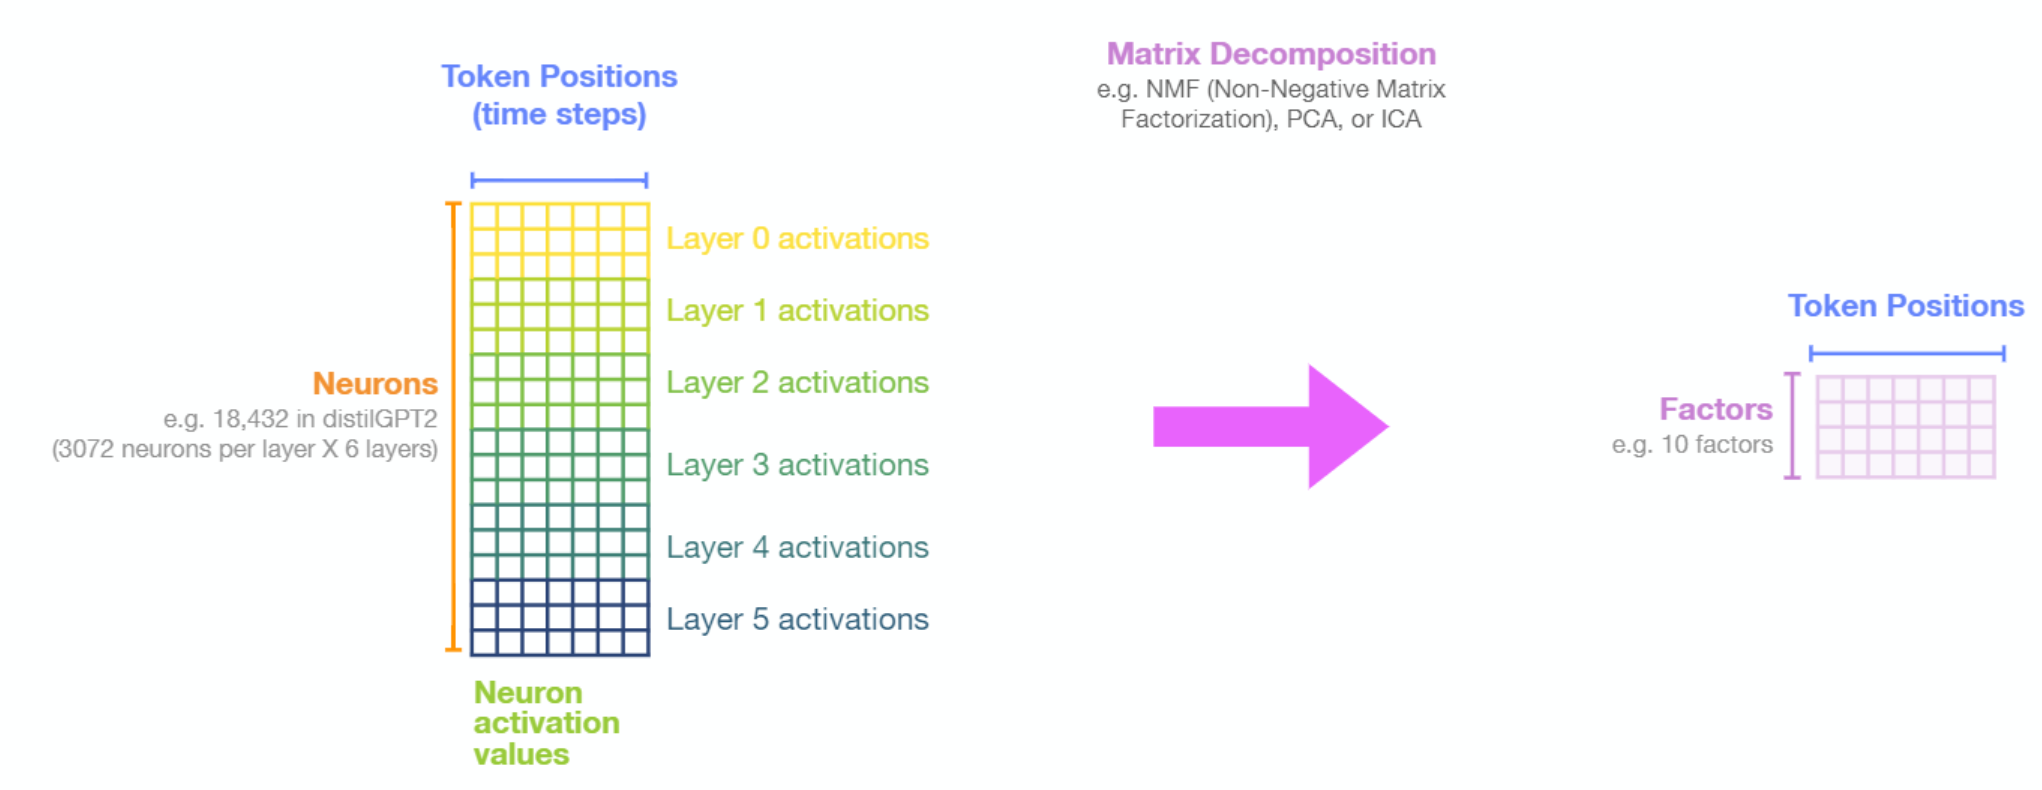 Token Positions
(time steps)
Matrix Decomposition
e.g. NMF (Non-Negative Matrix
Factorization), PCA, or ICA
Layer 0 activations
Layer 1 activations
Layer 2 activations
Layer 3 activations
Layer 4 activations
Layer 5 activations
Neurons
e.g. 18,432 in distilGPT2
(3072 neurons per layer X 6 layers)
Neuron
activation
values
Token Positions
Factors
e.g. 10 factors